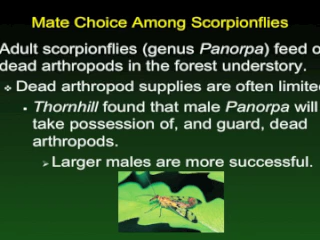 Mate Choice Among Scorpionflies
Adult scorpionflies (genus Panorpa) feed o
dead arthropods in the forest understory.
Dead arthropod supplies are often limite
Thornhill found that male Panorpa will
take possession of, and guard, dead
arthropods.
Larger males are more successful.